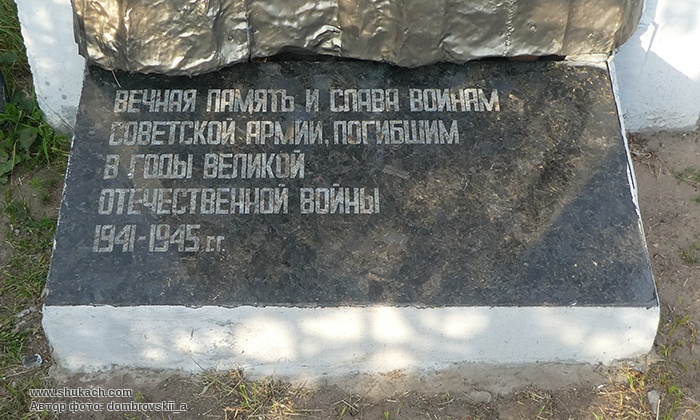 ВЕЧНАЯ ПАМЯТЬ И СЛАВА ВОИНАМ
СОВЕТСКОЙ АРМИИ, ПОГИБШИМ
В ГОДЫ ВЕЛИКОЙ
ОТЕЧЕСТВЕННОЙ ВОЙНЫ
1941-1945 г.г.
www.shukach.com
Автор фото: dombrovskii_a